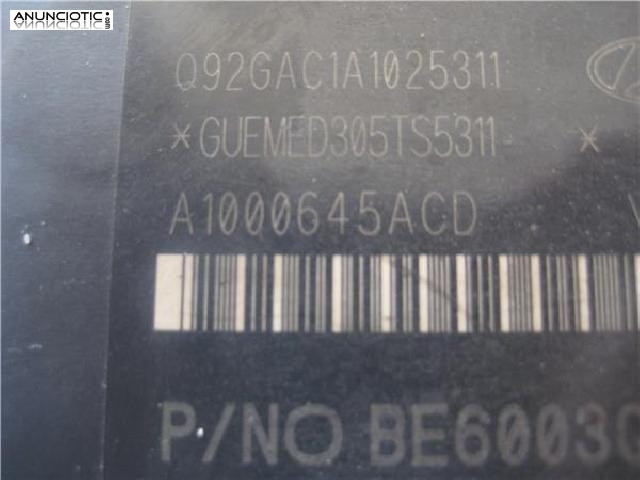 ANUNCIOTIC
.com
Q92GAC1A1025311
*GUEMED305TS5311 *
A1000645ACD
P/NO BE6003